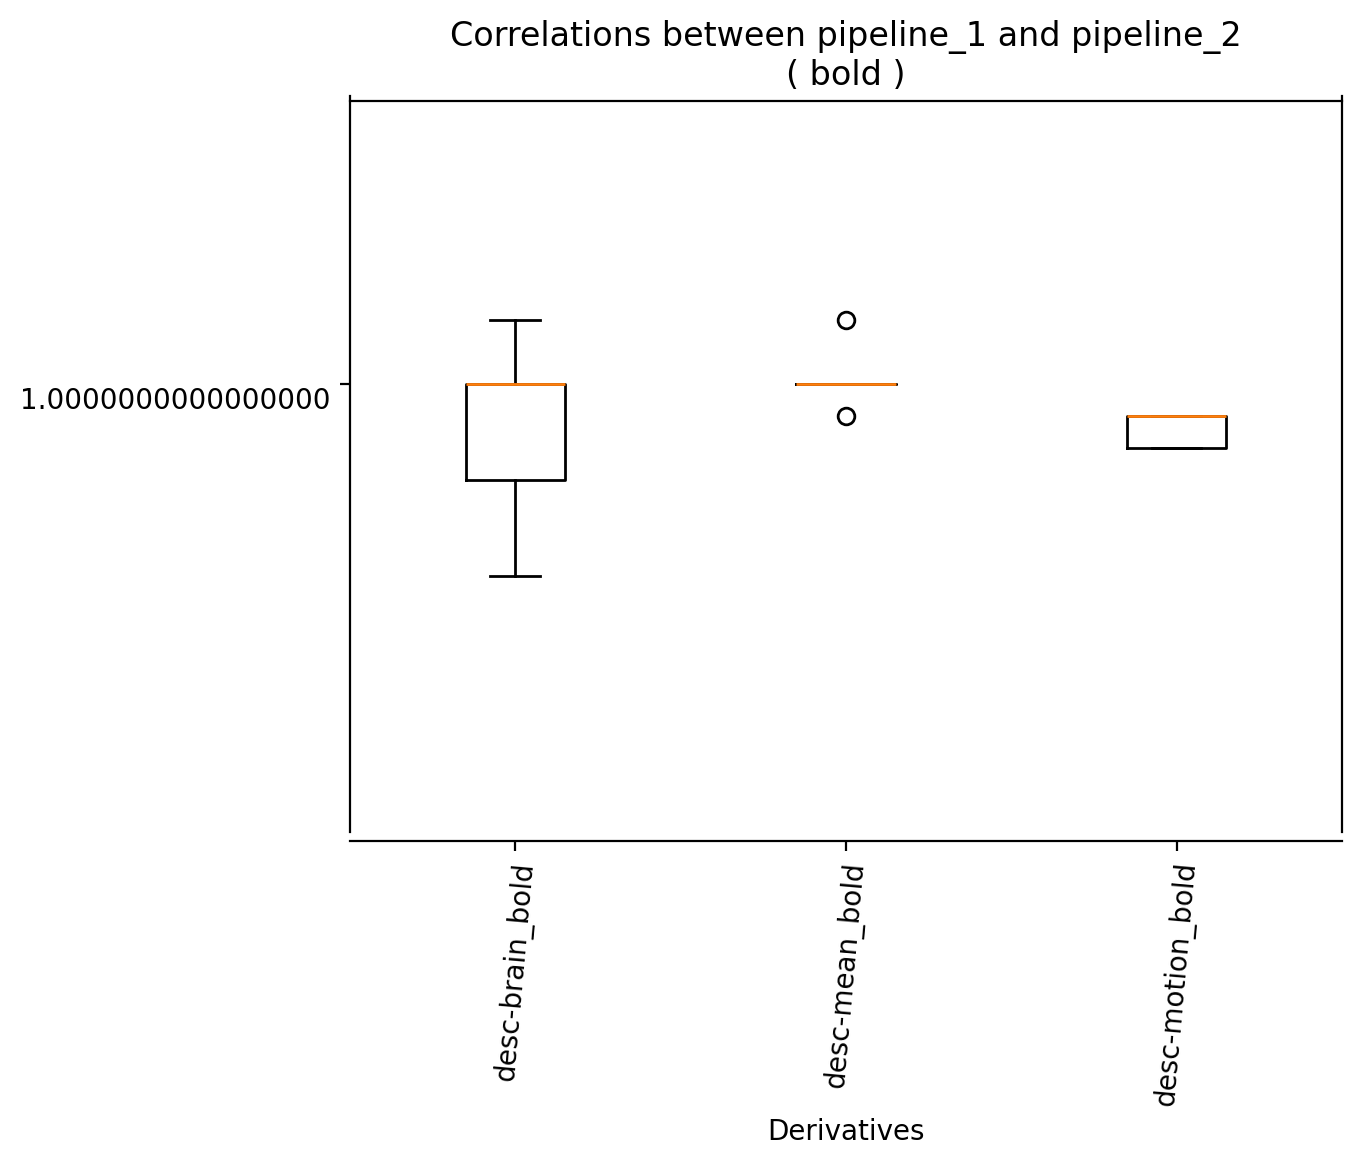 Correlations between pipeline_1 and pipeline_2
( bold )
1.0000000000000000
desc-brain_bold
desc-mean_bold
desc-motion_bold
Derivatives